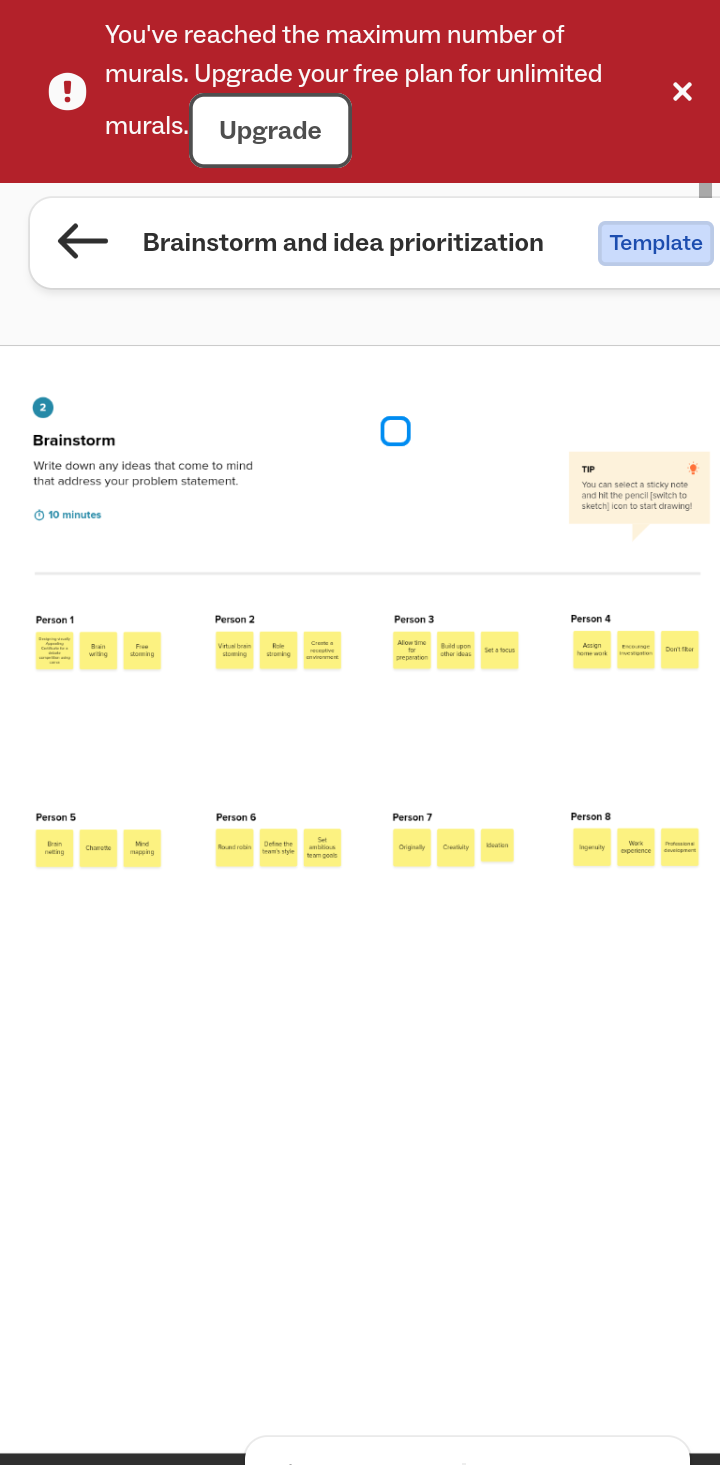 You've reached the maximum number of
murals. Upgrade your free plan for unlimited
murals. Upgrade
Brainstorm and idea prioritization Template
2
Brainstorm
Write down any ideas that come to mind
that address your problem statement.
10 minutes
TIP
You can select a sticky note
and hit the pencil [switch to
sketch] icon to start drawing!
Person 1
Brain
writing
Free
storming
Person 2
Virtual brain
storming
Role
stroming
Create a
receptive
environment
Person 3
Allow time
for
preparation
Build upon
other ideas
Set a focus
Person 4
Assign
home work
Encourage
investigation
Don't filter
Person 5
Brain
netting
Charrette
Mind
mapping
Person 6
Round robin
Define the
team's style
Set
ambitious
team goals
Person 7
Originally
Creativity
Ideation
Person 8
Ingenuity
Work
experience
Professional
development